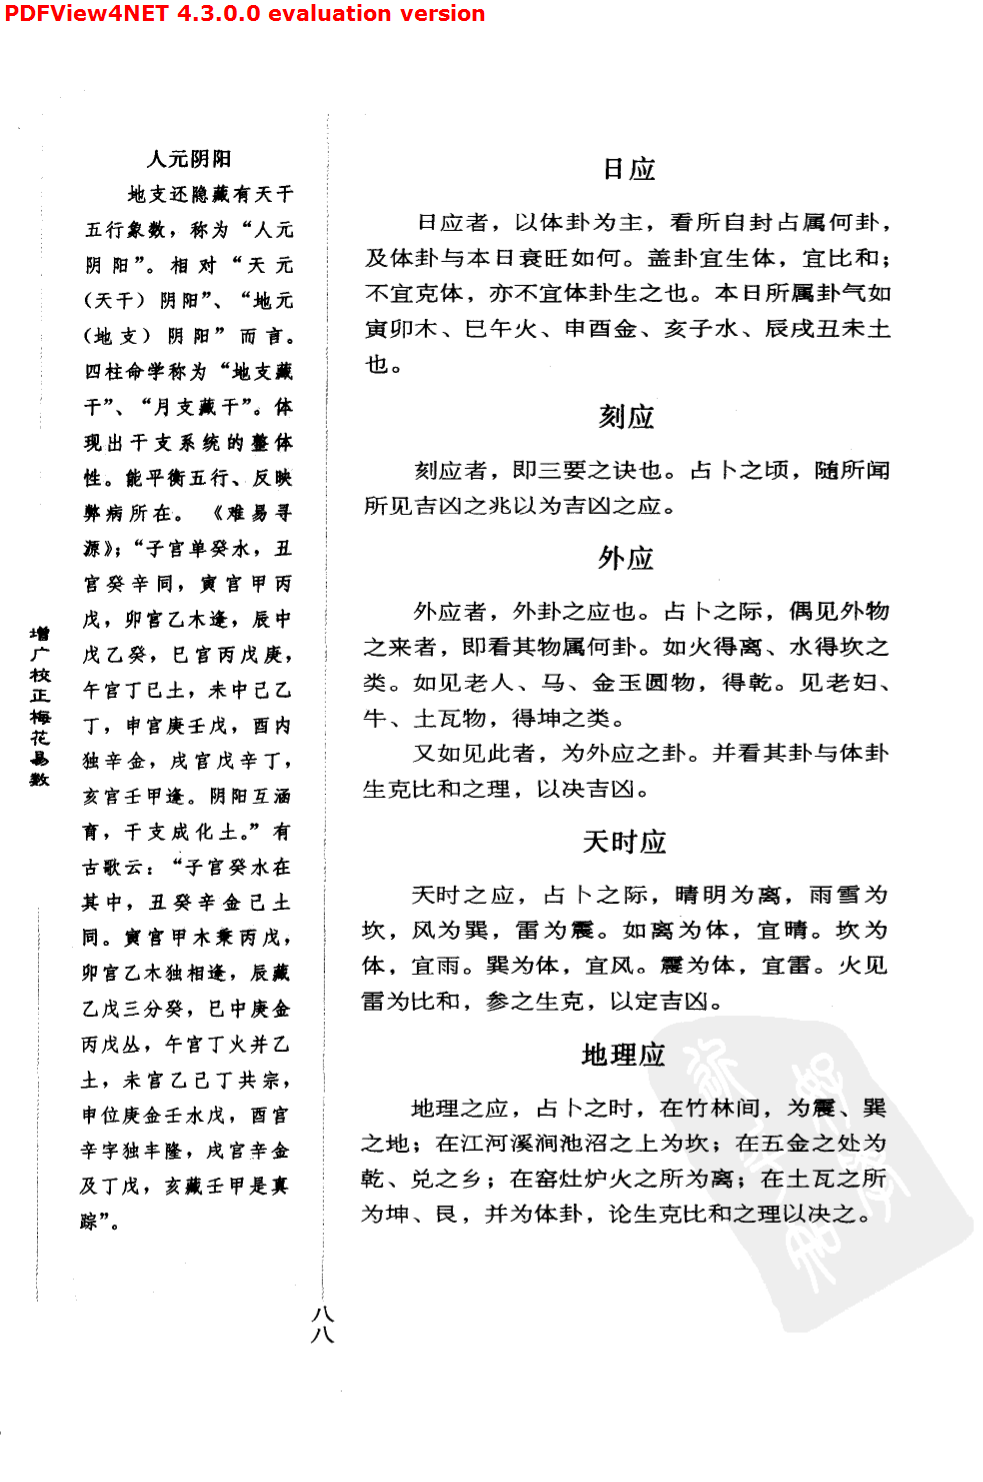 PDFView4NET 4.3.0.0 evaluation version
人元阴阳
地支还隐藏有天干
五行象数，称为“人元
阴阳”。相对“天元
(天干）阴阳”、“地元
(地支）阴阳”而言。
四柱命学称为“地支藏
干”、“月支藏干”。体
现出干支系统的整体
性。能平衡五行、反映
弊病所在。《难易寻
源》；“子宫单癸水，丑
宫癸辛同，寅宫甲丙
戊，卯宫乙木逢，辰中
戊乙癸，巳宫丙戊庚，
午宫丁已土，未中己乙
丁，申宫庚壬戊，酉内
独辛金，戌宫戊辛丁，
亥宫壬甲逢。阴阳互涵
育，干支成化土。”有
古歌云：“子宫癸水在
其中，丑癸辛金己土
同。寅宫甲木秉丙戊，
卯宫乙木独相逢，辰藏
乙戊三分癸，巳中庚金
丙戊丛，午宫丁火并乙
土，未宫乙己丁共宗，
申位庚金壬水戊，酉宫
辛字独丰隆，戌宫辛金
及丁戊，亥藏壬甲是真
踪”。
增广校正梅花易数
八八
日应
日应者，以体卦为主，看所自封占属何卦，
及体卦与本日衰旺如何。盖卦宜生体，宜比和；
不宜克体，亦不宜体卦生之也。本日所属卦气如
寅卯木、巳午火、申酉金、亥子水、辰戌丑未土
也。
刻应
刻应者，即三要之诀也。占卜之顷，随所闻
所见吉凶之兆以为吉凶之应。
外应
外应者，外卦之应也。占卜之际，偶见外物
之来者，即看其物属何卦。如火得离、水得坎之
类。如见老人、马、金玉圆物，得乾。见老妇、
牛、土瓦物，得坤之类。
又如见此者，为外应之卦。并看其卦与体卦
生克比和之理，以决吉凶。
天时应
天时之应，占卜之际，晴明为离，雨雪为
坎，风为巽，雷为震。如离为体，宜晴。坎为
体，宜雨。巽为体，宜风。震为体，宜雷。火见
雷为比和，参之生克，以定吉凶。
地理应
地理之应，占卜之时，在竹林间，为震、巽
之地；在江河溪涧池沼之上为坎；在五金之处为
乾、兑之乡；在窑灶炉火之所为离；在土瓦之所
为坤、艮，并为体卦，论生克比和之理以决之。